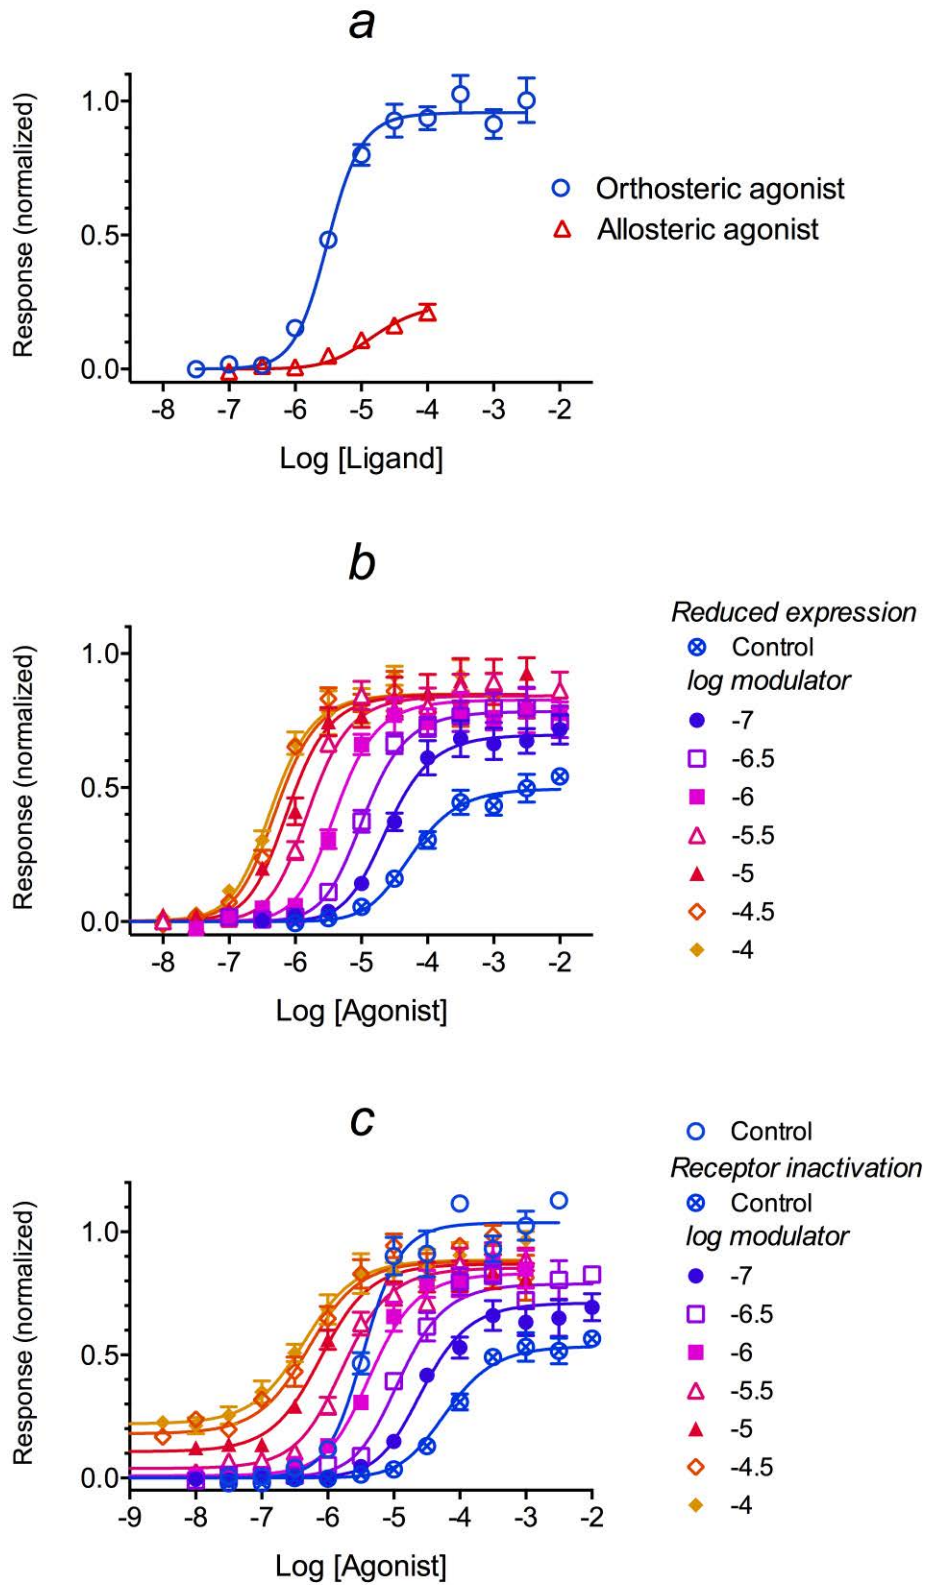 a
Response (normalized)
1.0
0.5
0.0
-8 -7 -6 -5 -4 -3 -2
Log [Ligand]
Orthosteric agonist
Allosteric agonist
b
Response (normalized)
1.0
0.5
0.0
-8 -7 -6 -5 -4 -3 -2
Log [Agonist]
Reduced expression
Control
log modulator
-7
-6.5
-6
-5.5
-5
-4.5
-4
c
Response (normalized)
1.0
0.5
0.0
-9 -8 -7 -6 -5 -4 -3 -2
Log [Agonist]
Control
Receptor inactivation
Control
log modulator
-7
-6.5
-6
-5.5
-5
-4.5
-4